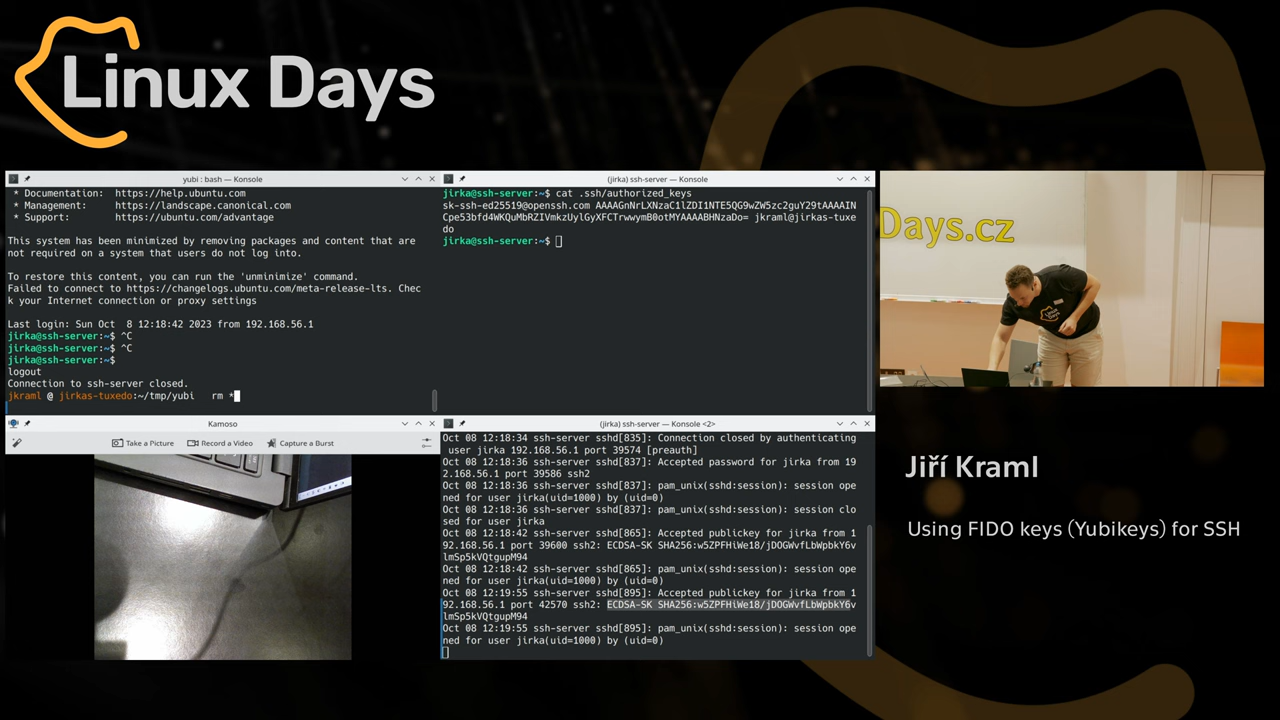 Linux Days
yubi : bash — Konsole
* Documentation:  https://help.ubuntu.com
* Management:     https://landscape.canonical.com
* Support:        https://ubuntu.com/advantage
This system has been minimized by removing packages and content that are
not required on a system that users do not log into.
To restore this content, you can run the 'unminimize' command.
Failed to connect to https://changelogs.ubuntu.com/meta-release-lts. Chec
k your Internet connection or proxy settings
Last login: Sun Oct  8 12:18:42 2023 from 192.168.56.1
jirka@ssh-server:~$ ^C
jirka@ssh-server:~$ ^C
jirka@ssh-server:~$
logout
Connection to ssh-server closed.
jkraml @ jirkas-tuxedo:~/tmp/yubi   rm *
(jirka) ssh-server — Konsole
jirka@ssh-server:~$ cat .ssh/authorized_keys
sk-ssh-ed25519@openssh.com AAAAGnNrLXNzaC1lZDI1NTE5QG9wZW5zc2guY29tAAAAIN
Cpe53bfd4WKQuMbRZIVmkzUylGyXFCTrwwymB0otMYAAAABHNzaDo= jkraml@jirkas-tuxe
do
jirka@ssh-server:~$
Kamoso
Take a Picture
Record a Video
Capture a Burst
(jirka) ssh-server — Konsole <2>
Oct 08 12:18:34 ssh-server sshd[835]: Connection closed by authenticating
user jirka 192.168.56.1 port 39574 [preauth]
Oct 08 12:18:36 ssh-server sshd[837]: Accepted password for jirka from 19
2.168.56.1 port 39586 ssh2
Oct 08 12:18:36 ssh-server sshd[837]: pam_unix(sshd:session): session ope
ned for user jirka(uid=1000) by (uid=0)
Oct 08 12:18:36 ssh-server sshd[837]: pam_unix(sshd:session): session clo
sed for user jirka
Oct 08 12:18:42 ssh-server sshd[865]: Accepted publickey for jirka from 1
92.168.56.1 port 39600 ssh2: ECDSA-SK SHA256:w5ZPFHiWe18/jDOGWvfLbWpbkY6v
lmSp5kVQtgupM94
Oct 08 12:18:42 ssh-server sshd[865]: pam_unix(sshd:session): session ope
ned for user jirka(uid=1000) by (uid=0)
Oct 08 12:19:55 ssh-server sshd[895]: Accepted publickey for jirka from 1
92.168.56.1 port 42570 ssh2: ECDSA-SK SHA256:w5ZPFHiWe18/jDOGWvfLbWpbkY6v
lmSp5kVQtgupM94
Oct 08 12:19:55 ssh-server sshd[895]: pam_unix(sshd:session): session ope
ned for user jirka(uid=1000) by (uid=0)
Days.cz
Linux
Days
Jiří Kraml
Using FIDO keys (Yubikeys) for SSH